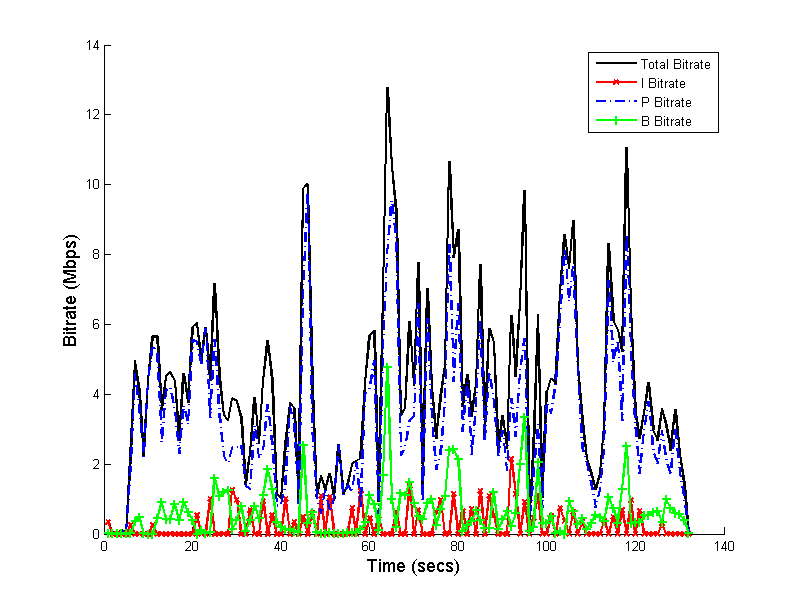 14
12
10
8
6
4
2
0
0 20 40 60 80 100 120 140
Bitrate (Mbps)
Time (secs)
Total Bitrate
I Bitrate
P Bitrate
B Bitrate